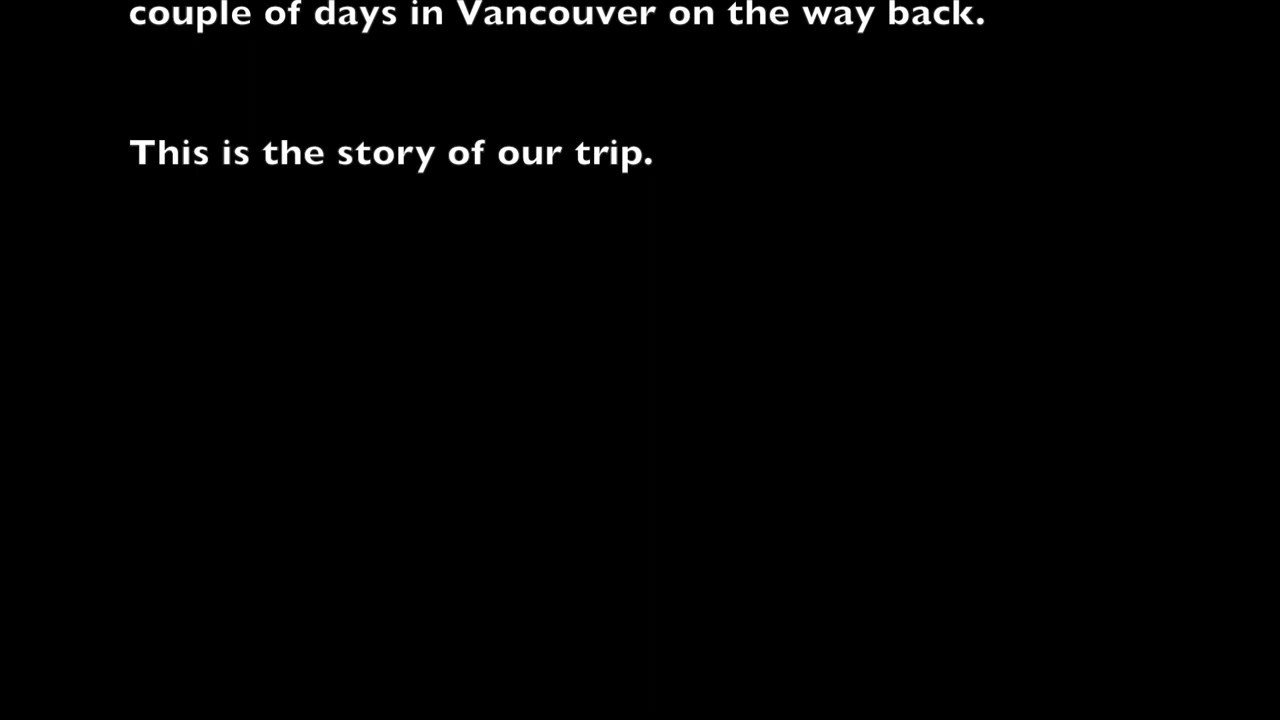 couple of days in Vancouver on the way back.
This is the story of our trip.